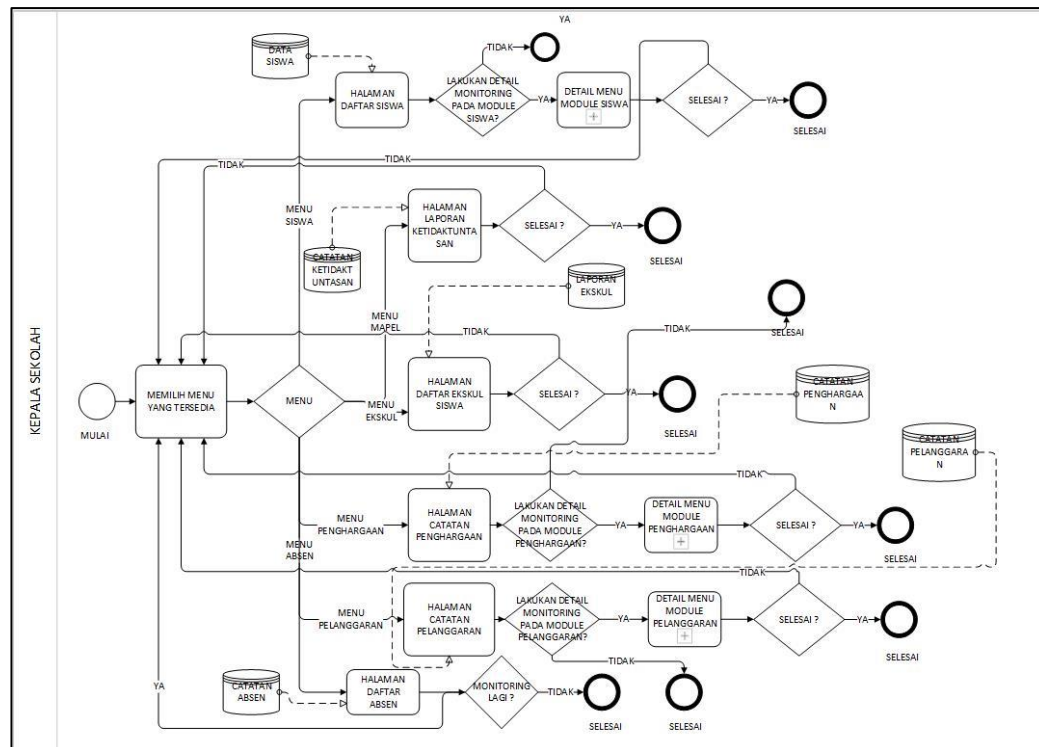 KEPALA SEKOLAH
YA
DATA
SISWA
HALAMAN
DAFTAR SISWA
LAKUKAN DETAIL
MONITORING
PADA MODULE
SISWA?
TIDAK
YA
DETAIL MENU
MODULE SISWA
SELESAI ?
YA
SELESAI
TIDAK
TIDAK
MENU
SISWA
CATATAN
KETIDAKT
UNTASAN
HALAMAN
LAPORAN
KETIDAKTUNTA
SAN
SELESAI ?
YA
SELESAI
LAPORAN
EKSKUL
MENU
MAPEL
TIDAK
TIDAK
SELESAI
MULAI
MEMILIH MENU
YANG TERSEDIA
MENU
MENU
EKSKUL
HALAMAN
DAFTAR EKSKUL
SISWA
SELESAI ?
YA
SELESAI
CATATAN
PENGHARGAA
N
CATATAN
PELANGGARA
N
TIDAK
MENU
PENGHARGAAN
HALAMAN
CATATAN
PENGHARGAAN
LAKUKAN DETAIL
MONITORING
PADA MODULE
PENGHARGAAN?
YA
DETAIL MENU
MODULE
PENGHARGAAN
SELESAI ?
YA
SELESAI
MENU
ABSEN
TIDAK
MENU
PELANGGARAN
HALAMAN
CATATAN
PELANGGARAN
LAKUKAN DETAIL
MONITORING
PADA MODULE
PELANGGARAN?
YA
DETAIL MENU
MODULE
PELANGGARAN
SELESAI ?
YA
SELESAI
TIDAK
YA
CATATAN
ABSEN
HALAMAN
DAFTAR
ABSEN
MONITORING
LAGI ?
TIDAK
SELESAI
SELESAI